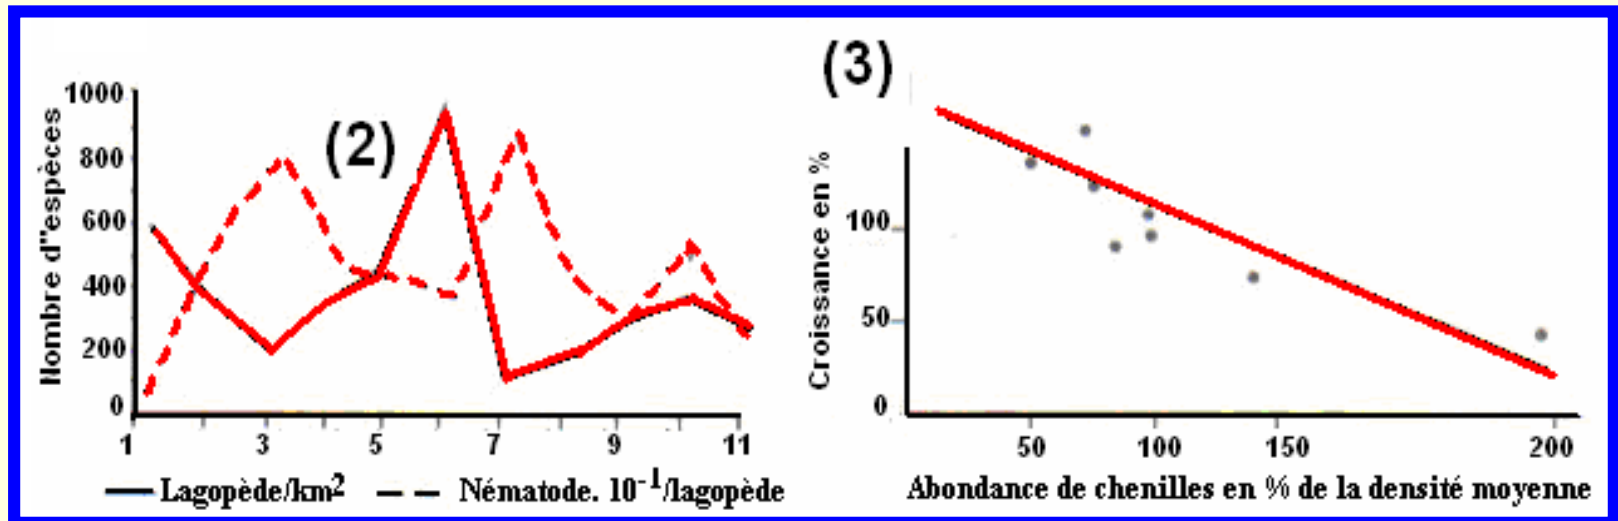 (2)
Nombre d"espèces
1000
800
600
400
200
0
1 3 5 7 9 11
Lagopède/km² Nématode. 10⁻¹/lagopède
(3)
Croissance en %
100
50
0
50 100 150 200
Abondance de chenilles en % de la densité moyenne